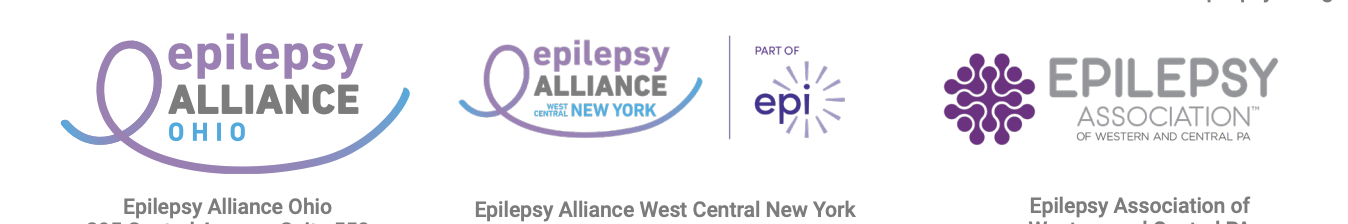 epilepsy
ALLIANCE
OHIO
epilepsy
ALLIANCE
WEST
CENTRAL NEW YORK
PART OF
epi
EPILEPSY
ASSOCIATION™
OF WESTERN AND CENTRAL PA
Epilepsy Alliance Ohio
Epilepsy Alliance West Central New York
Epilepsy Association of